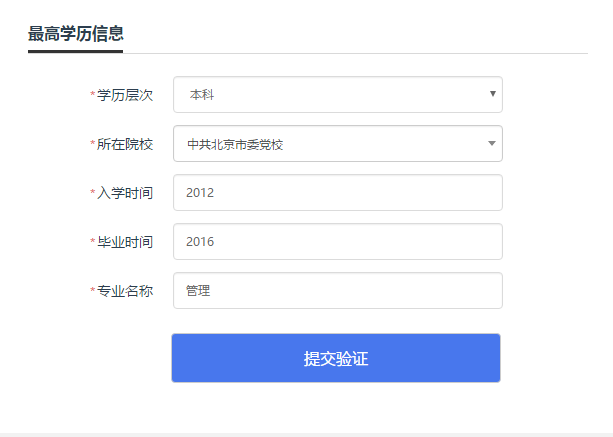 最高学历信息
*学历层次 本科
*所在院校 中共北京市委党校
*入学时间 2012
*毕业时间 2016
*专业名称 管理
提交验证